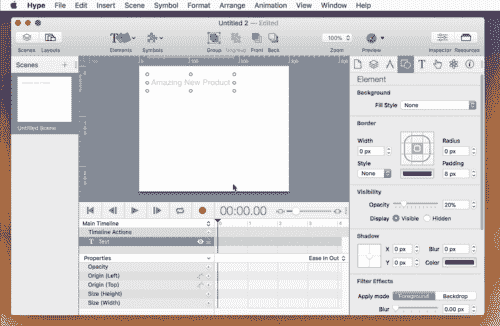 Hype File Edit Insert Scene Symbol Format Arrange Animation View Window Help
Untitled 2 — Edited
Scenes Layouts Elements Symbols Group Ungroup Front Back 100% Zoom Preview Inspector Resources
Scenes +
Untitled Scene
Amazing New Product
00:00.00
Main Timeline
Timeline Actions
T Text
Properties Ease In Out
Opacity
Origin (Left)
Origin (Top)
Size (Height)
Size (Width)
Element
Background
Fill Style None
Border
Width Radius
0 px 0 px
Style Padding
None 0 px
Visibility
Opacity 20%
Display Visible Hidden
Shadow
X 0 px Blur 0 px
Y 0 px Color
Filter Effects
Apply mode Foreground Backdrop
Blur 0.00 px